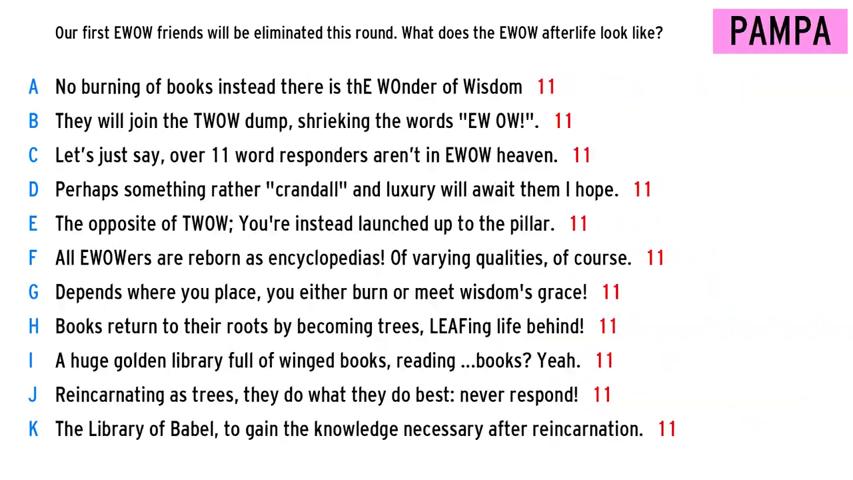 Our first EWOW friends will be eliminated this round. What does the EWOW afterlife look like?
PAMPA
A No burning of books instead there is thE WOnder of Wisdom 11
B They will join the TWOW dump, shrieking the words "EW OW!". 11
C Let's just say, over 11 word responders aren't in EWOW heaven. 11
D Perhaps something rather "crandall" and luxury will await them I hope. 11
E The opposite of TWOW; You're instead launched up to the pillar. 11
F All EWOWers are reborn as encyclopedias! Of varying qualities, of course. 11
G Depends where you place, you either burn or meet wisdom's grace! 11
H Books return to their roots by becoming trees, LEAFing life behind! 11
I A huge golden library full of winged books, reading ...books? Yeah. 11
J Reincarnating as trees, they do what they do best: never respond! 11
K The Library of Babel, to gain the knowledge necessary after reincarnation. 11